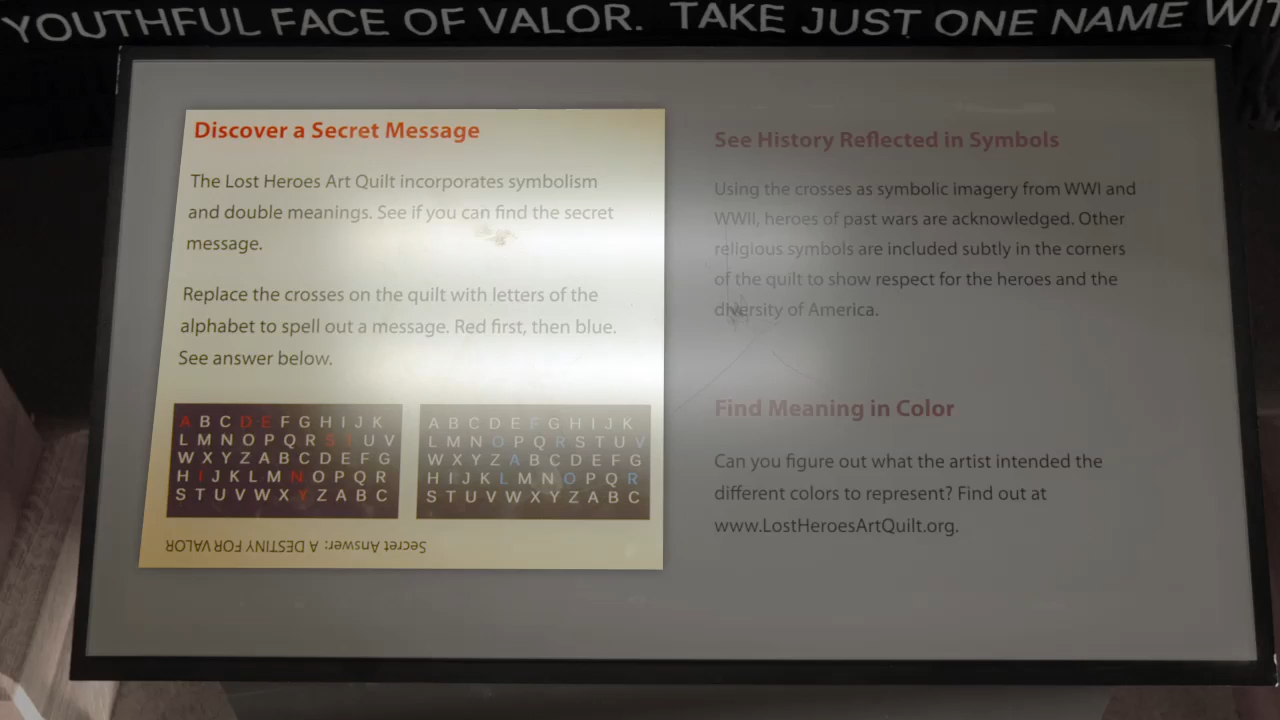 YOUTHFUL FACE OF VALOR. TAKE JUST ONE NAME
Discover a Secret Message
The Lost Heroes Art Quilt incorporates symbolism
and double meanings. See if you can find the secret
message.
Replace the crosses on the quilt with letters of the
alphabet to spell out a message. Red first, then blue.
See answer below.
A B C D E F G H I J K
L M N O P Q R S T U V
W X Y Z A B C D E F G
H I J K L M N O P Q R
S T U V W X Y Z A B C
A B C D E F G H I J K
L M N O P Q R S T U V
W X Y Z A B C D E F G
H I J K L M N O P Q R
S T U V W X Y Z A B C
Secret Answer: A DESTINY FOR VALOR
See History Reflected in Symbols
Using the crosses as symbolic imagery from WWI and
WWII, heroes of past wars are acknowledged. Other
religious symbols are included subtly in the corners
of the quilt to show respect for the heroes and the
diversity of America.
Find Meaning in Color
Can you figure out what the artist intended the
different colors to represent? Find out at
www.LostHeroesArtQuilt.org.